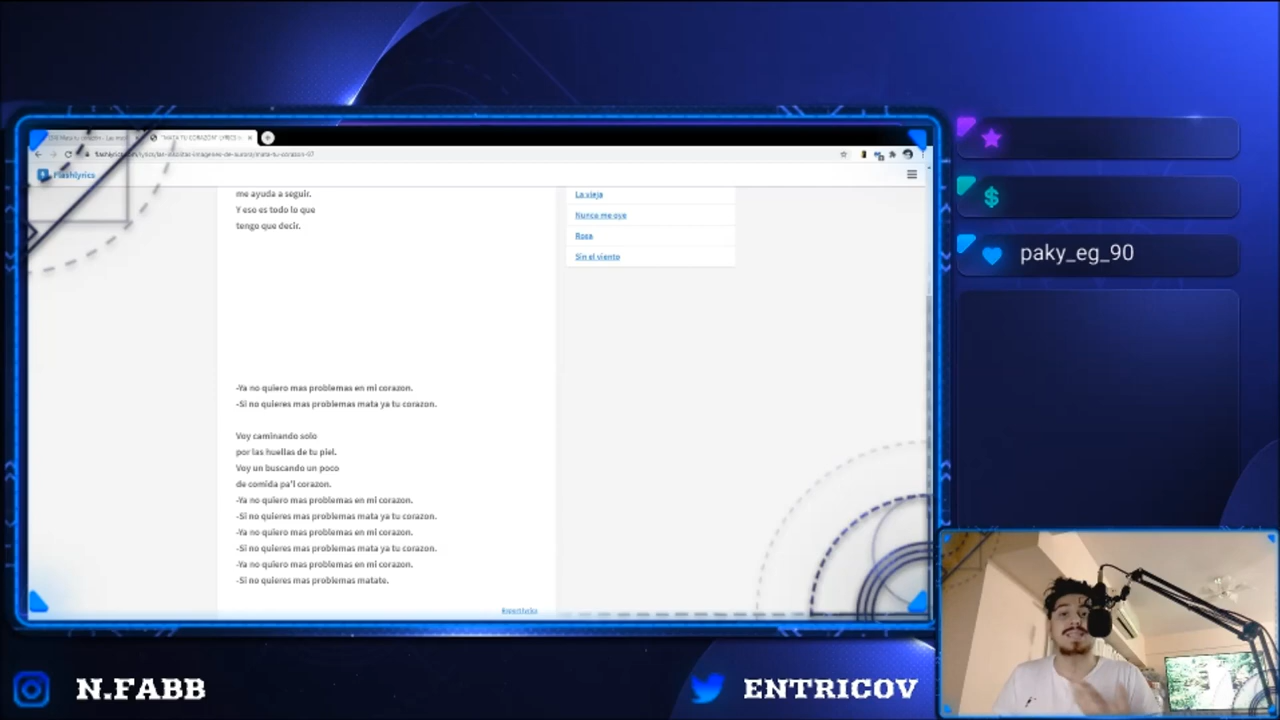 "MATA TU CORAZON" LYRICS
Flashlyrics
me ayuda a seguir.
Y eso es todo lo que
tengo que decir.
La vieja
Nunca me oye
Rosa
Sin el viento
-Ya no quiero mas problemas en mi corazon.
-Si no quieres mas problemas mata ya tu corazon.
Voy caminando solo
por las huellas de tu piel.
Voy un buscando un poco
de comida pa'l corazon.
-Ya no quiero mas problemas en mi corazon.
-Si no quieres mas problemas mata ya tu corazon.
-Ya no quiero mas problemas en mi corazon.
-Si no quieres mas problemas mata ya tu corazon.
-Ya no quiero mas problemas en mi corazon.
-Si no quieres mas problemas matate.
$
paky_eg_90
N.FABB
ENTRICOV